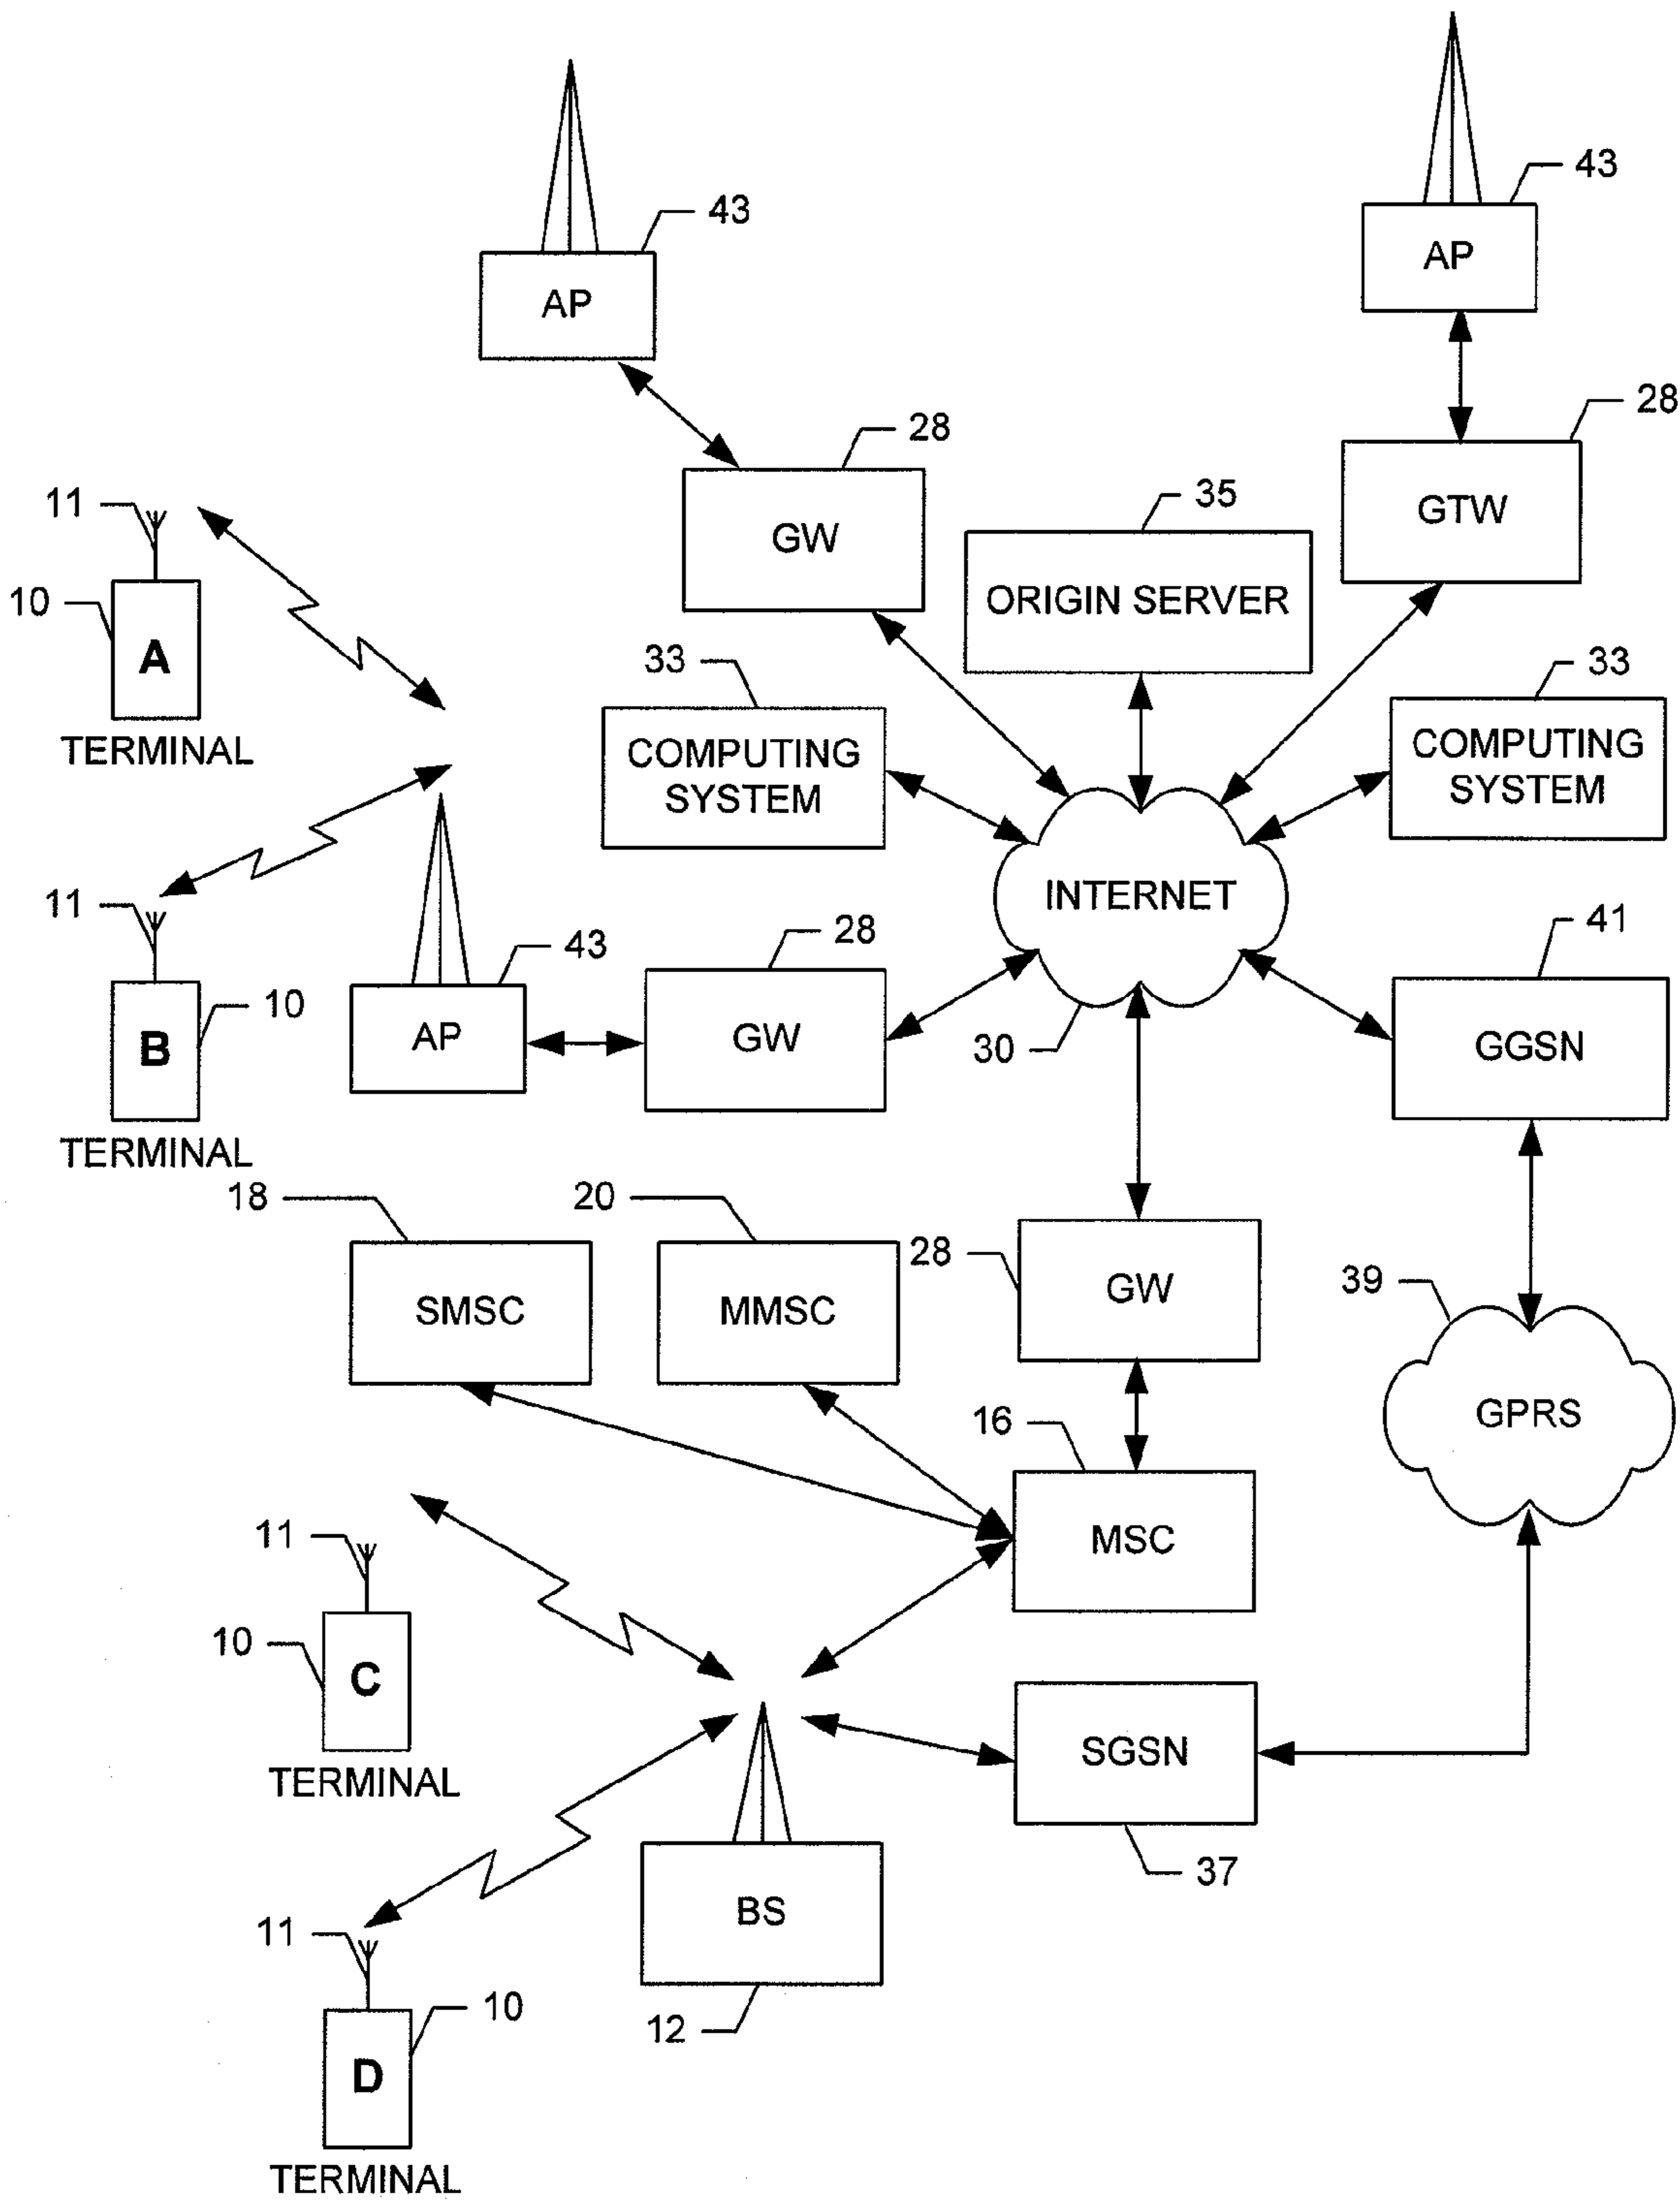 43
AP
43
AP
28
GW
28
GTW
35
ORIGIN SERVER
11
10
A
TERMINAL
33
COMPUTING
SYSTEM
33
COMPUTING
SYSTEM
INTERNET
30
11
10
B
TERMINAL
43
AP
28
GW
41
GGSN
18
SMSC
20
MMSC
28
GW
39
GPRS
16
MSC
11
10
C
TERMINAL
SGSN
37
BS
12
11
10
D
TERMINAL